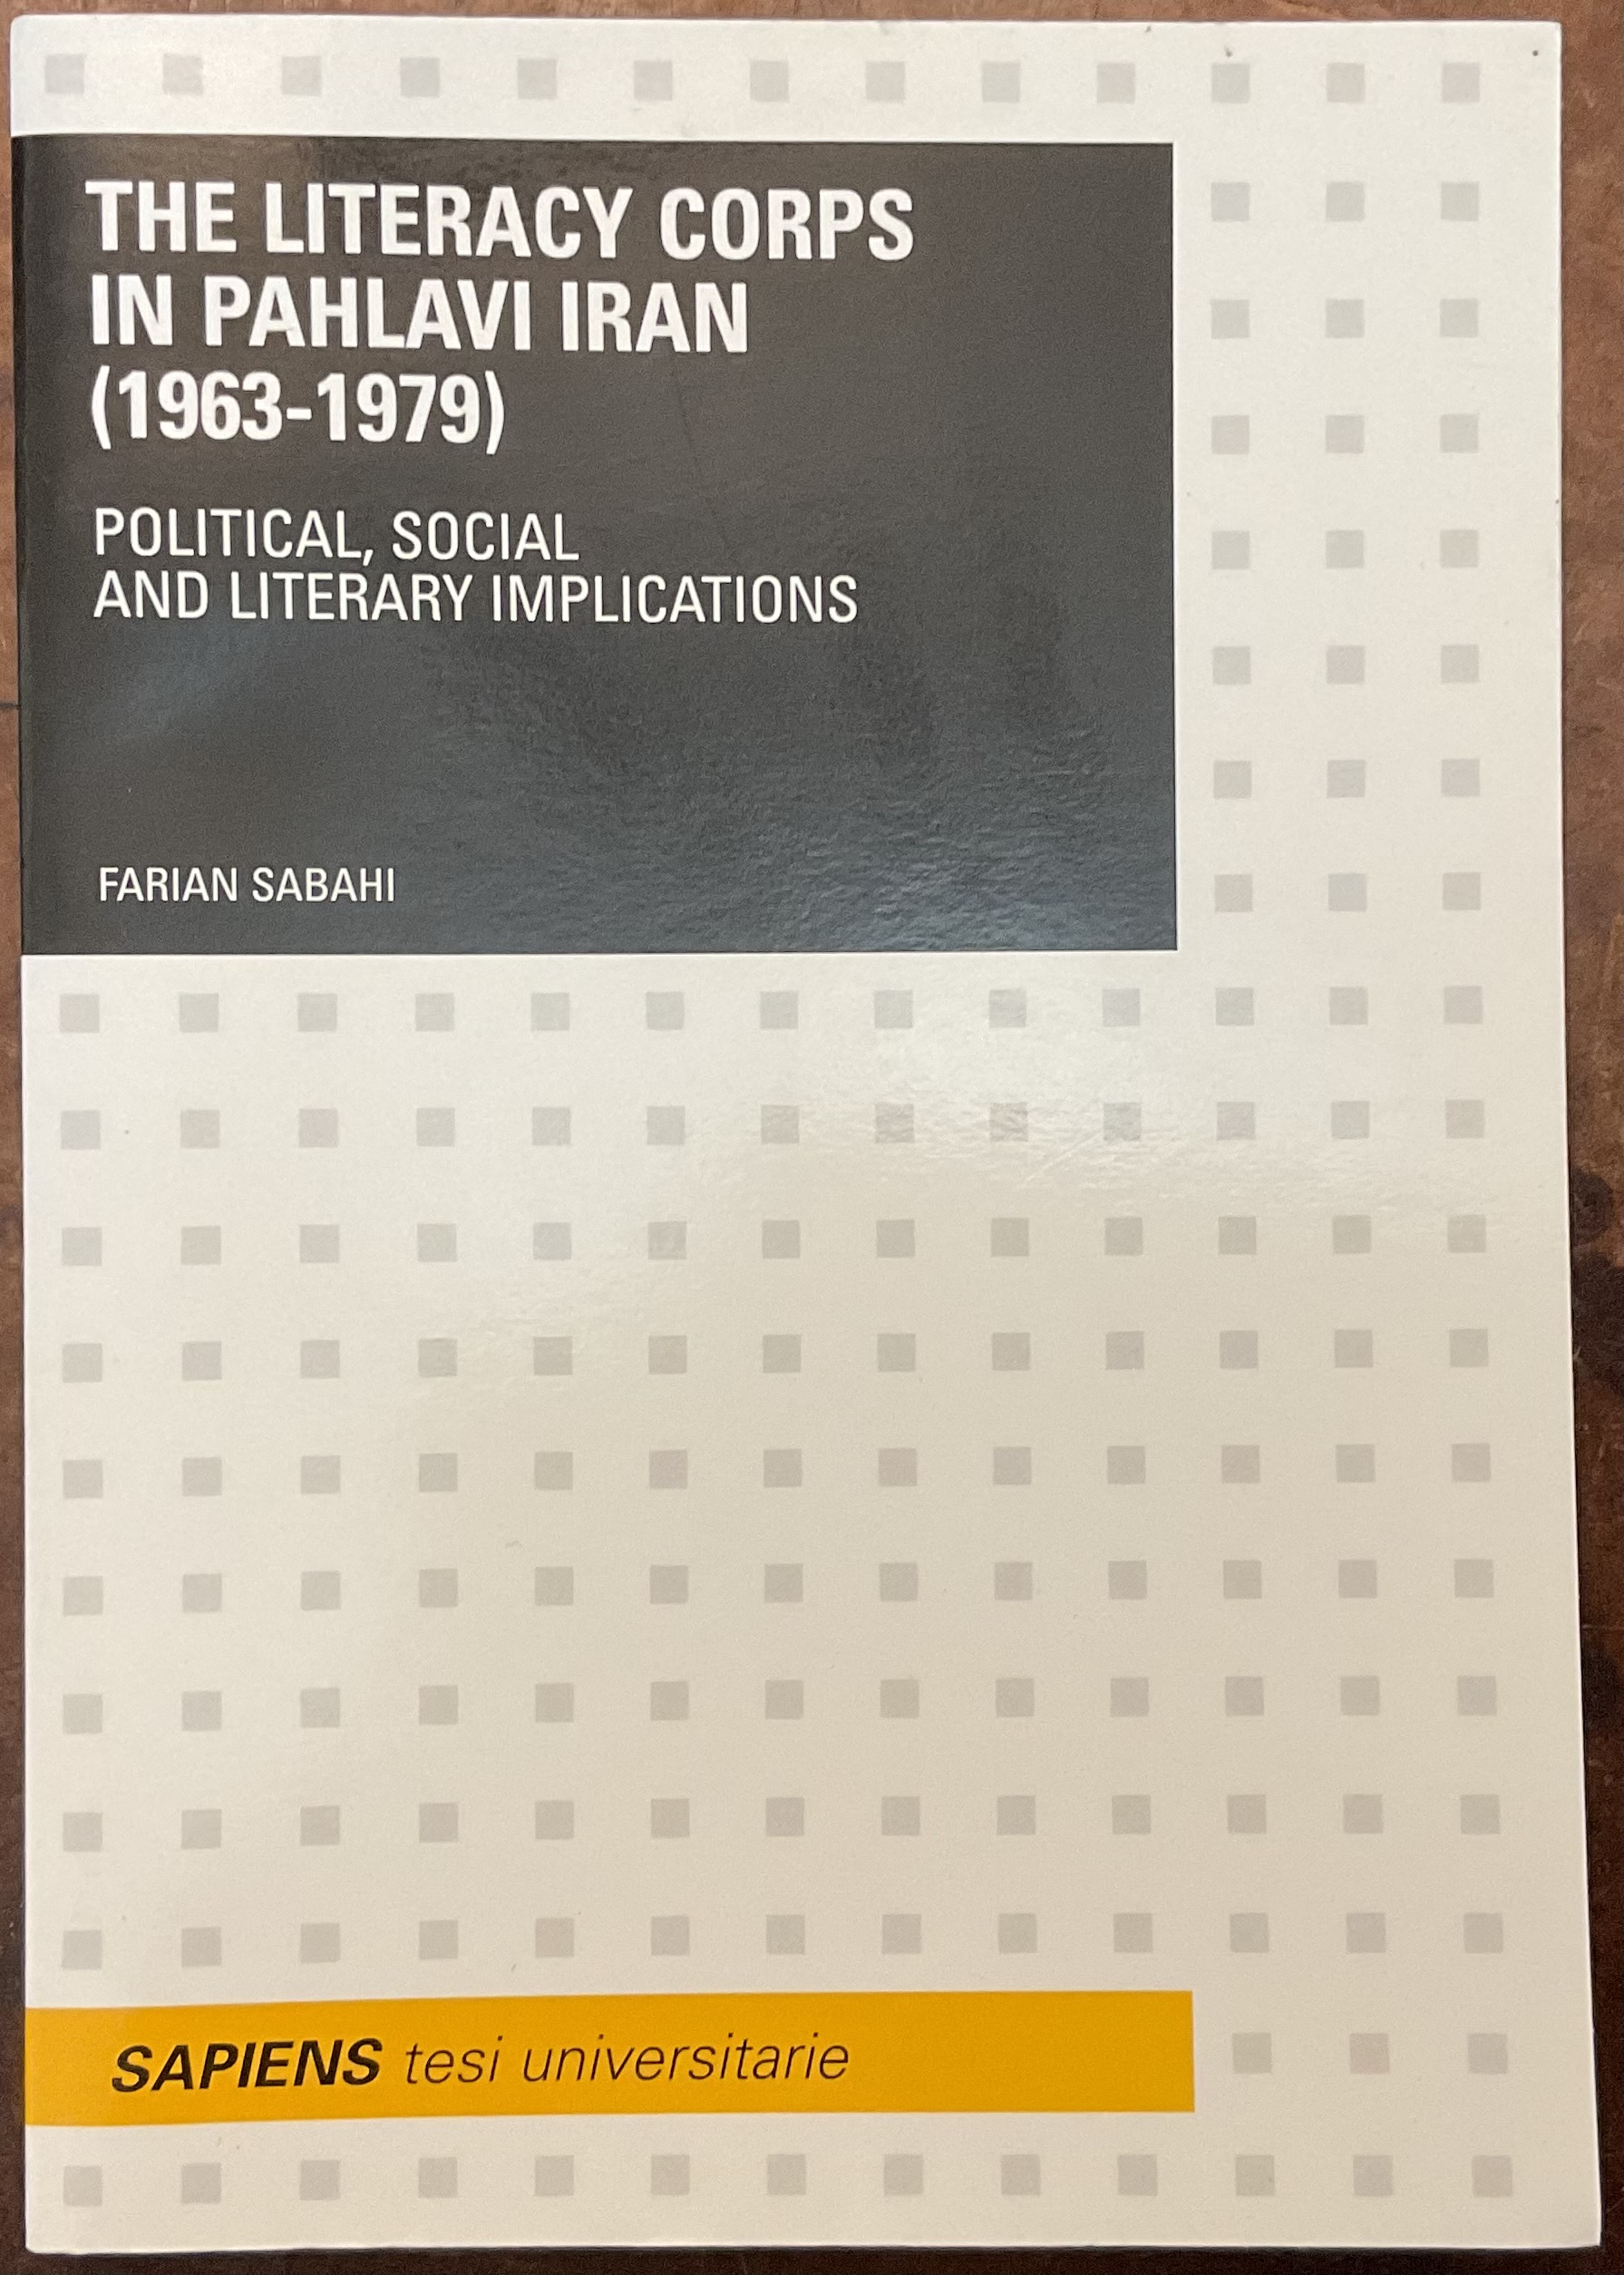 THE LITERACY CORPS
IN PAHLAVI IRAN
(1963-1979)
POLITICAL, SOCIAL
AND LITERARY IMPLICATIONS
FARIAN SABAHI
SAPIENS tesi universitarie